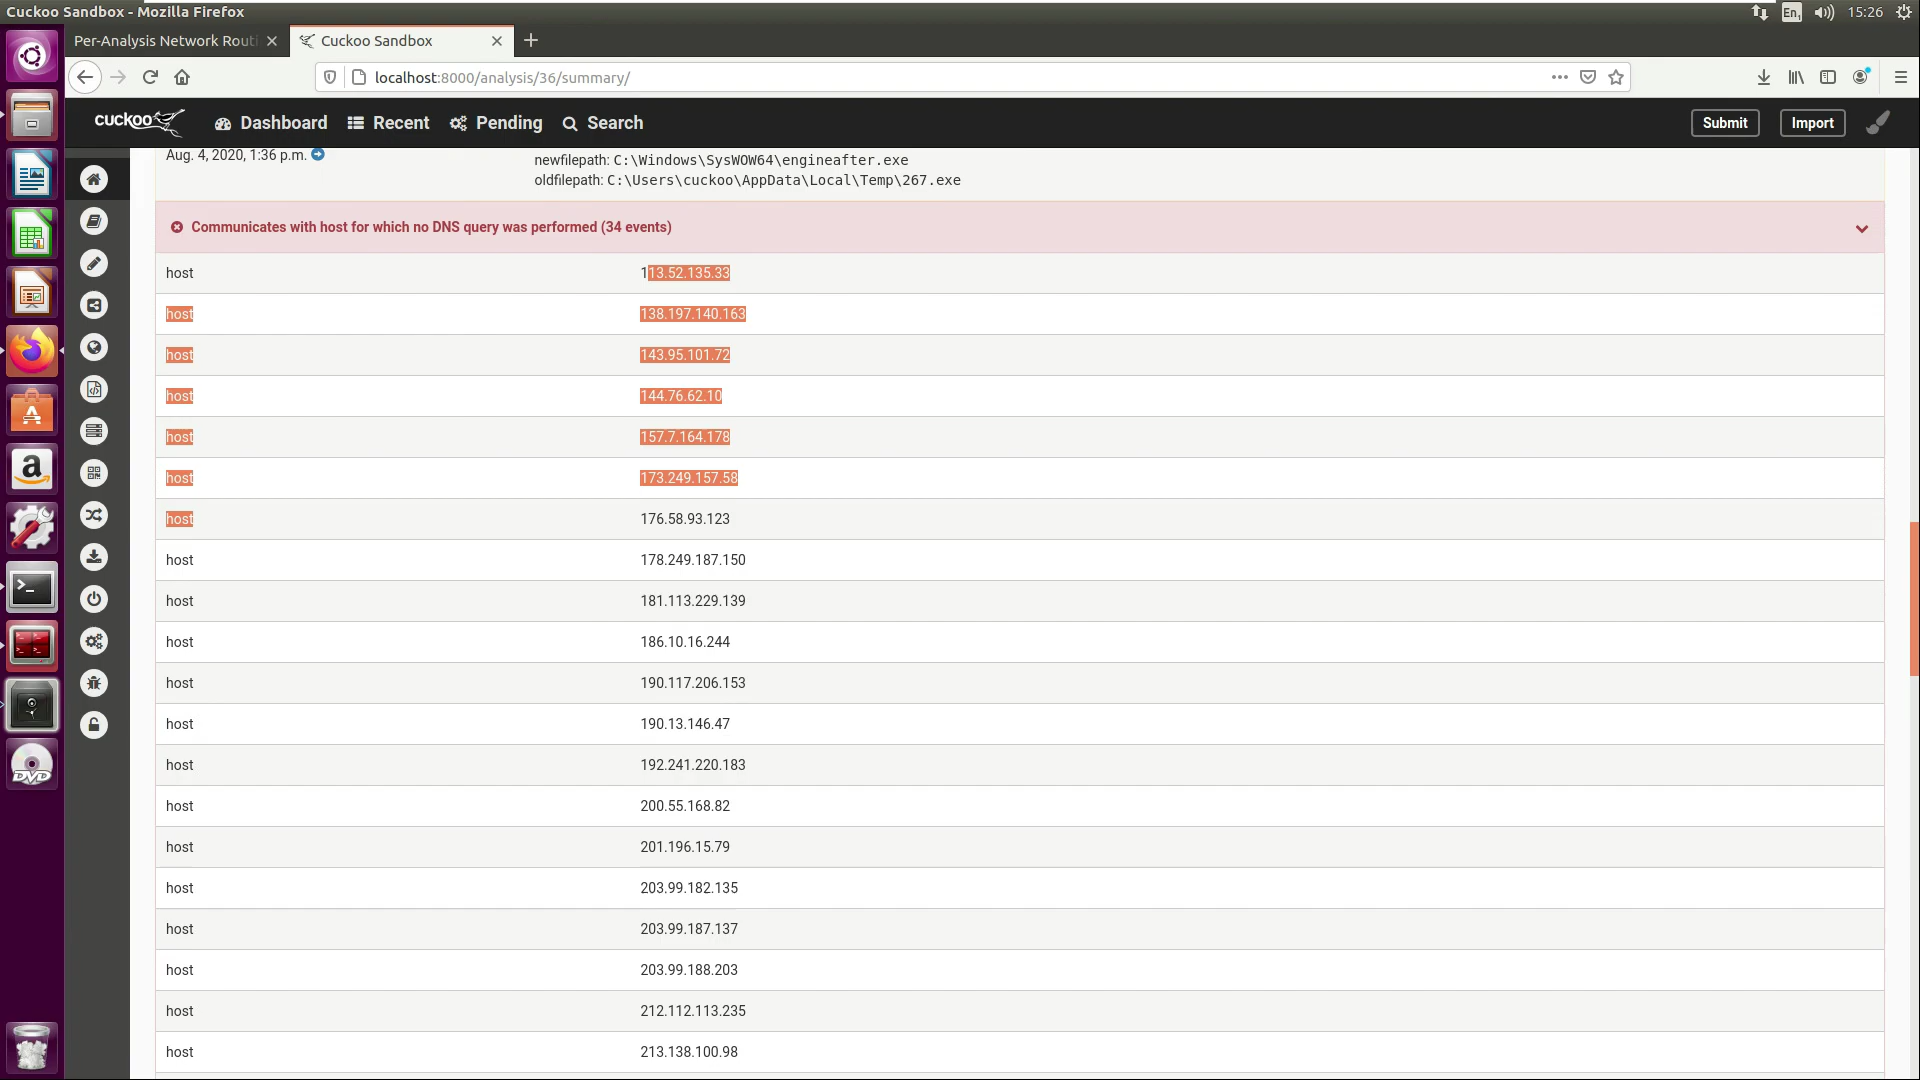 Cuckoo Sandbox - Mozilla Firefox
En
15:26
Per-Analysis Network Rout
Cuckoo Sandbox
localhost:8000/analysis/36/summary/
cuckoo
Dashboard
Recent
Pending
Search
Submit
Import
Aug. 4, 2020, 1:36 p.m.
newfilepath: C:\Windows\SysWOW64\engineafter.exe
oldfilepath: C:\Users\cuckoo\AppData\Local\Temp\267.exe
Communicates with host for which no DNS query was performed (34 events)
host 113.52.135.33
host 138.197.140.163
host 143.95.101.72
host 144.76.62.10
host 157.7.164.178
host 173.249.157.58
host 176.58.93.123
host 178.249.187.150
host 181.113.229.139
host 186.10.16.244
host 190.117.206.153
host 190.13.146.47
host 192.241.220.183
host 200.55.168.82
host 201.196.15.79
host 203.99.182.135
host 203.99.187.137
host 203.99.188.203
host 212.112.113.235
host 213.138.100.98
DVD